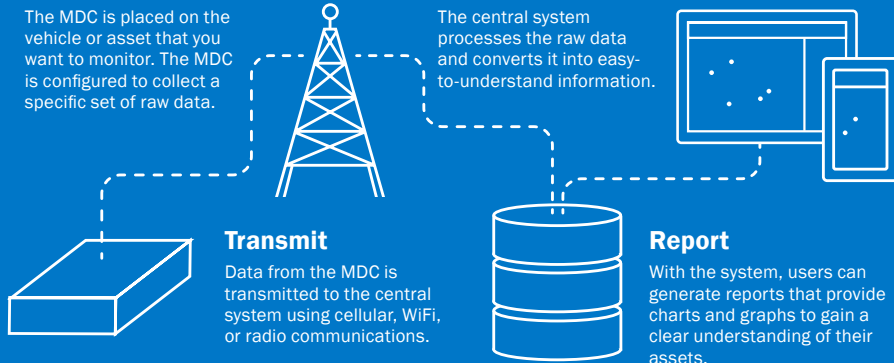 The MDC is placed on the
vehicle or asset that you
want to monitor. The MDC
is configured to collect a
specific set of raw data.
Transmit
Data from the MDC is
transmitted to the central
system using cellular, WiFi,
or radio communications.
The central system
processes the raw data
and converts it into easy-
to-understand information.
Report
With the system, users can
generate reports that provide
charts and graphs to gain a
clear understanding of their
assets.